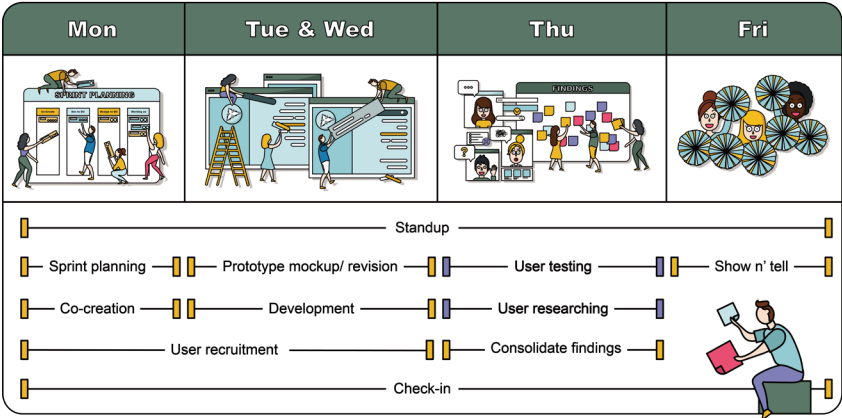 Mon
Tue & Wed
Thu
Fri
SPRINT PLANNING
FINDINGS
?
Standup
Sprint planning
Prototype mockup/ revision
User testing
Show n’ tell
Co-creation
Development
User researching
User recruitment
Consolidate findings
Check-in